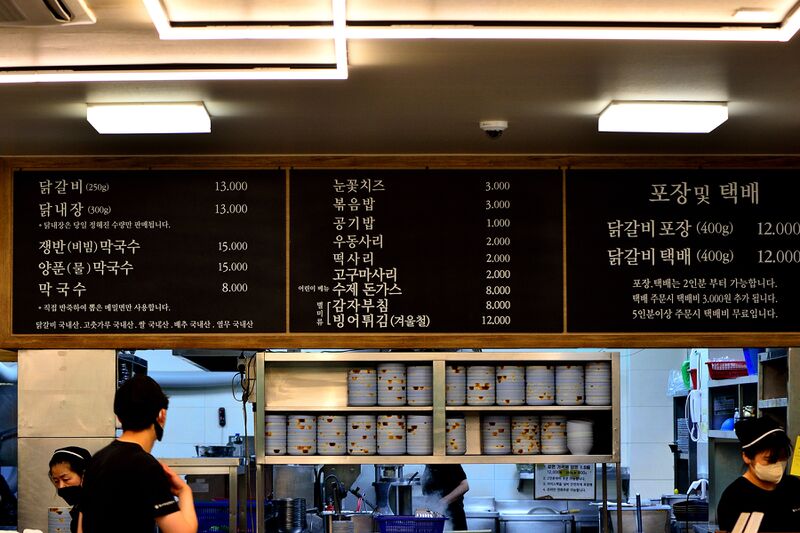 닭갈비 (250g) 13.000
닭내장 (300g) 13.000
* 닭내장은 당일 정해진 수량만 판매됩니다.
쟁반(비빔)막국수 15.000
양푼(물)막국수 15.000
막국수 8.000
* 직접 반죽하여 뽑은 메밀면만 사용합니다.
닭갈비 국내산 , 고춧가루 국내산 , 쌀 국내산 , 배추 국내산 , 열무 국내산
눈꽃치즈 3.000
볶음밥 3.000
공기밥 1.000
우동사리 2.000
떡사리 2.000
고구마사리 2.000
어린이 메뉴 수제 돈가스 8.000
별미류 감자부침 8.000
빙어튀김(겨울철) 12.000
포장 및 택배
닭갈비 포장 (400g) 12.000
닭갈비 택배 (400g) 12.000
포장,택배는 2인분 부터 가능합니다.
택배 주문시 택배비 3,000원 추가 됩니다.
5인분이상 주문시 택배비 무료입니다.